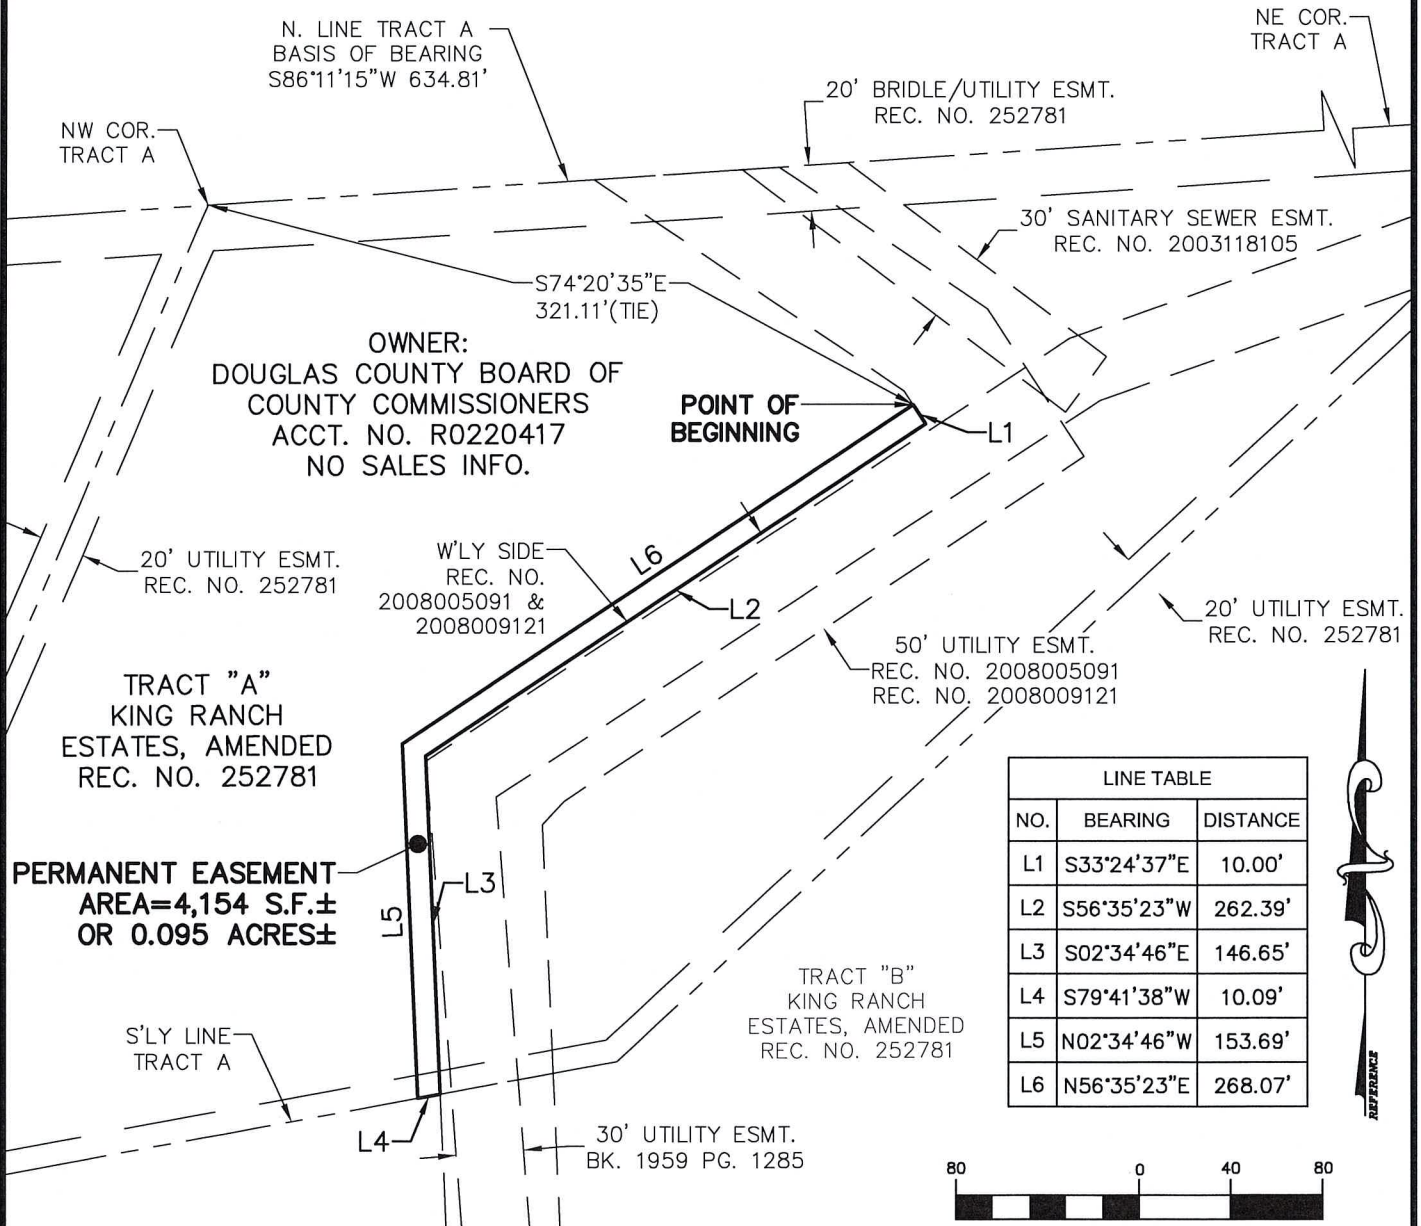 N. LINE TRACT A
BASIS OF BEARING
S86°11'15"W 634.81'
NE COR.
TRACT A
20' BRIDLE/UTILITY ESMT.
REC. NO. 252781
NW COR.
TRACT A
30' SANITARY SEWER ESMT.
REC. NO. 2003118105
S74°20'35"E
321.11'(TIE)
OWNER:
DOUGLAS COUNTY BOARD OF
COUNTY COMMISSIONERS
ACCT. NO. R0220417
NO SALES INFO.
POINT OF
BEGINNING
L1
20' UTILITY ESMT.
REC. NO. 252781
W'LY SIDE
REC. NO.
2008005091 &
2008009121
L6
L2
20' UTILITY ESMT.
REC. NO. 252781
50' UTILITY ESMT.
REC. NO. 2008005091
REC. NO. 2008009121
TRACT "A"
KING RANCH
ESTATES, AMENDED
REC. NO. 252781
PERMANENT EASEMENT
AREA=4,154 S.F.±
OR 0.095 ACRES±
L5
L3
LINE TABLE
NO. BEARING DISTANCE
L1 S33°24'37"E 10.00'
L2 S56°35'23"W 262.39'
L3 S02°34'46"E 146.65'
L4 S79°41'38"W 10.09'
L5 N02°34'46"W 153.69'
L6 N56°35'23"E 268.07'
TRACT "B"
KING RANCH
ESTATES, AMENDED
REC. NO. 252781
S'LY LINE
TRACT A
REFERENCE
L4
30' UTILITY ESMT.
BK. 1959 PG. 1285
80 0 40 80